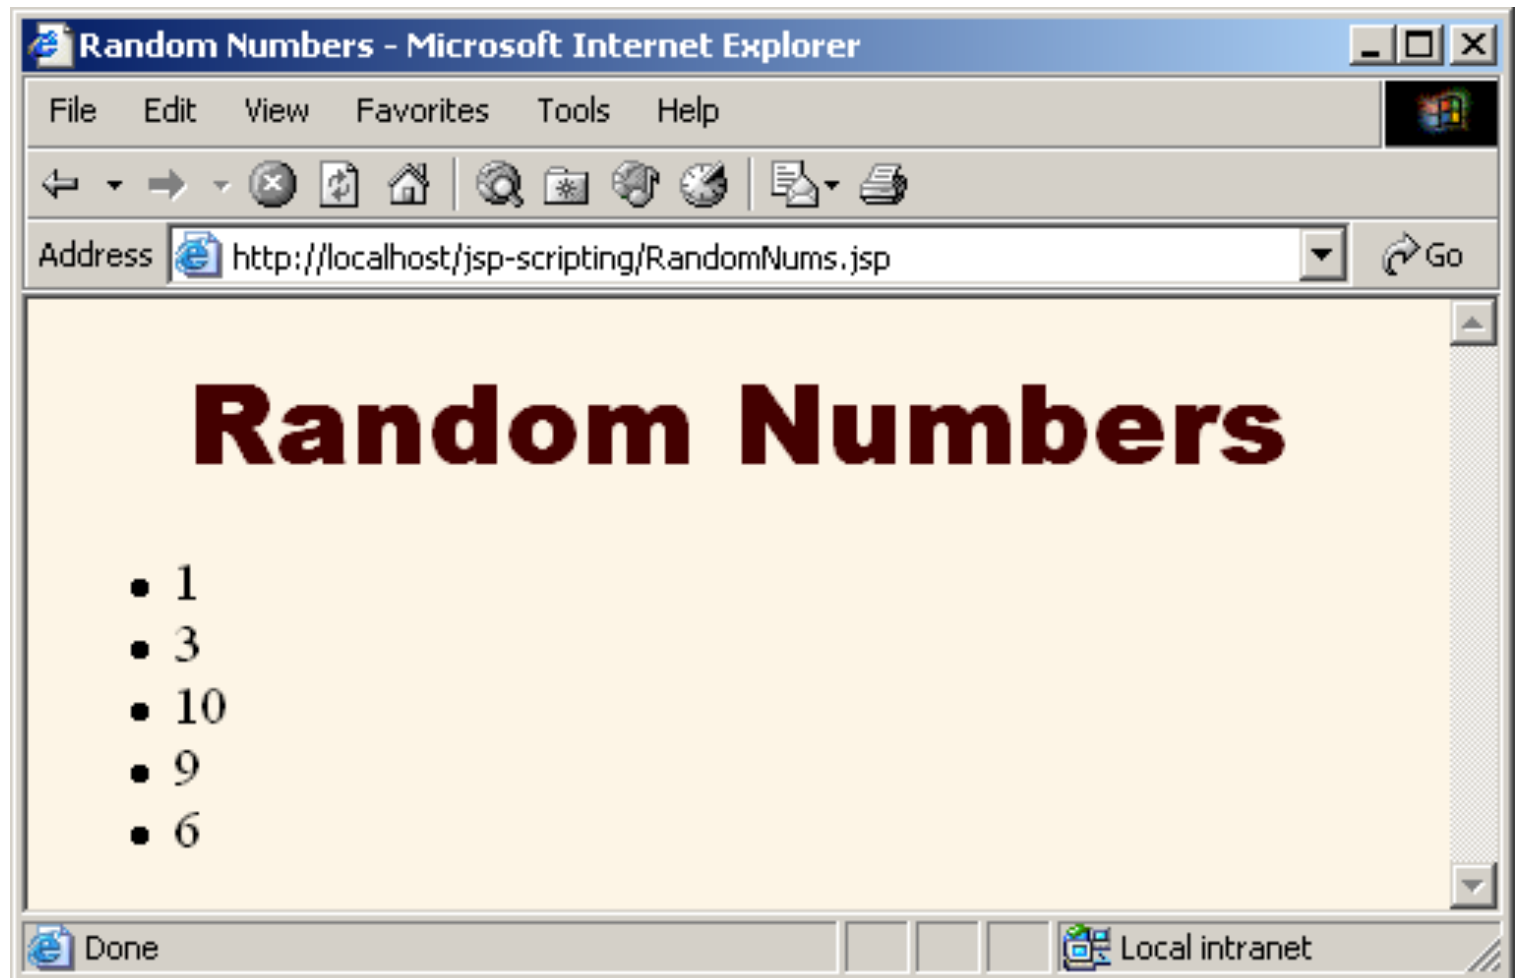 Random Numbers - Microsoft Internet Explorer
File Edit View Favorites Tools Help
Address http://localhost/jsp-scripting/RandomNums.jsp Go
Random Numbers
• 1
• 3
• 10
• 9
• 6
Done Local intranet